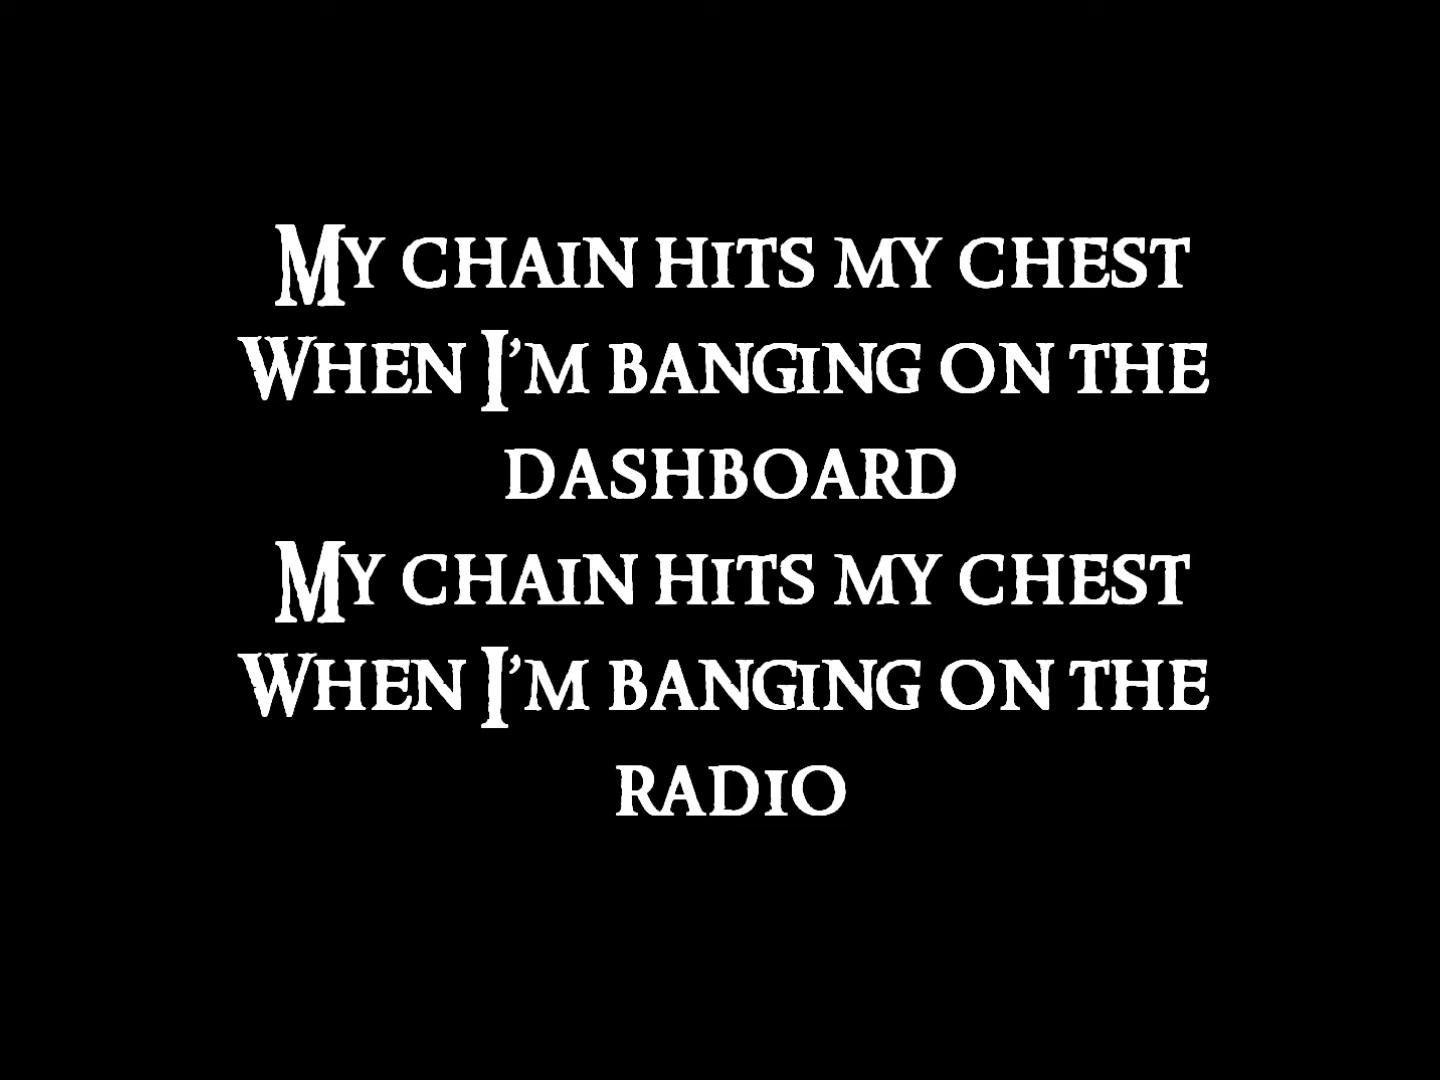 My chain hits my chest
When I'm banging on the
dashboard
My chain hits my chest
When I'm banging on the
radio